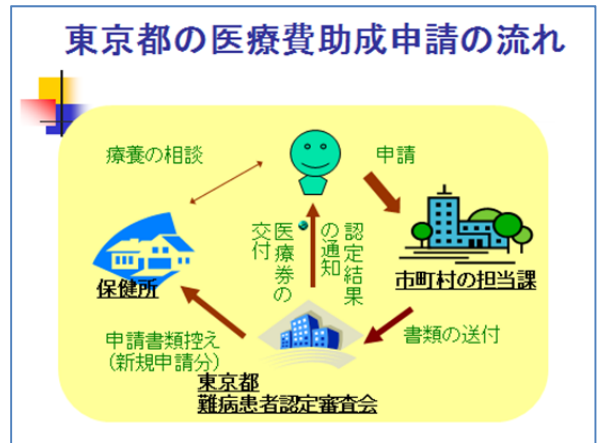 東京都の医療費助成申請の流れ
療養の相談
申請
認定結果
の通知
医療券の
交付
保健所
市町村の担当課
申請書類控え
(新規申請分)
書類の送付
東京都
難病患者認定審査会